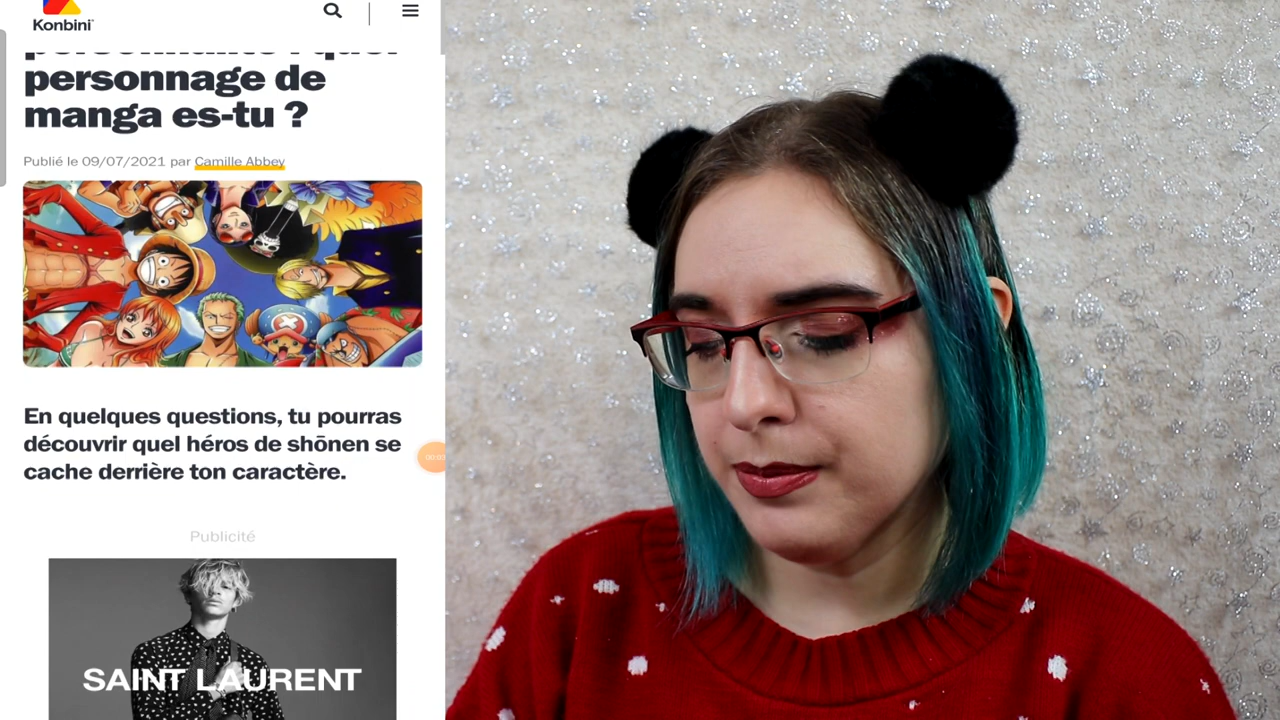 Konbini
personnage de
manga es-tu ?
Publié le 09/07/2021 par Camille Abbey
En quelques questions, tu pourras
découvrir quel héros de shōnen se
cache derrière ton caractère.
Publicité
SAINT LAURENT